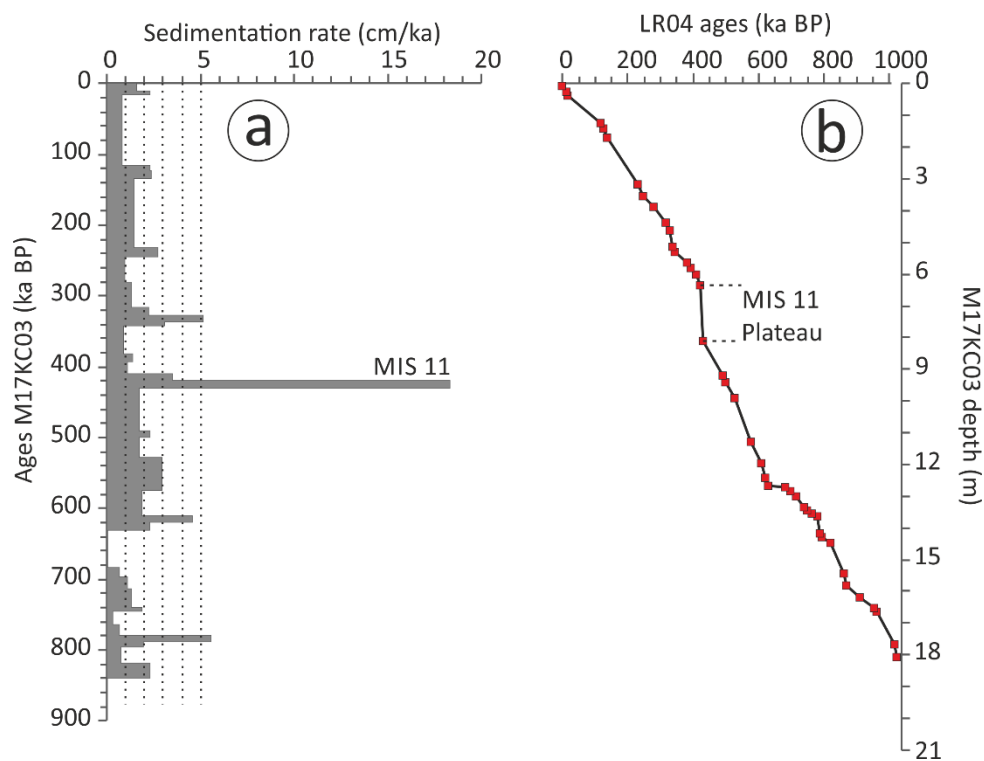 Sedimentation rate (cm/ka)
0 5 10 15 20
0
100
200
300
400
500
600
700
800
900
Ages M17KC03 (ka BP)
a
MIS 11
LR04 ages (ka BP)
0 200 400 600 800 1000
b
MIS 11
Plateau
0
3
6
9
12
15
18
21
M17KC03 depth (m)